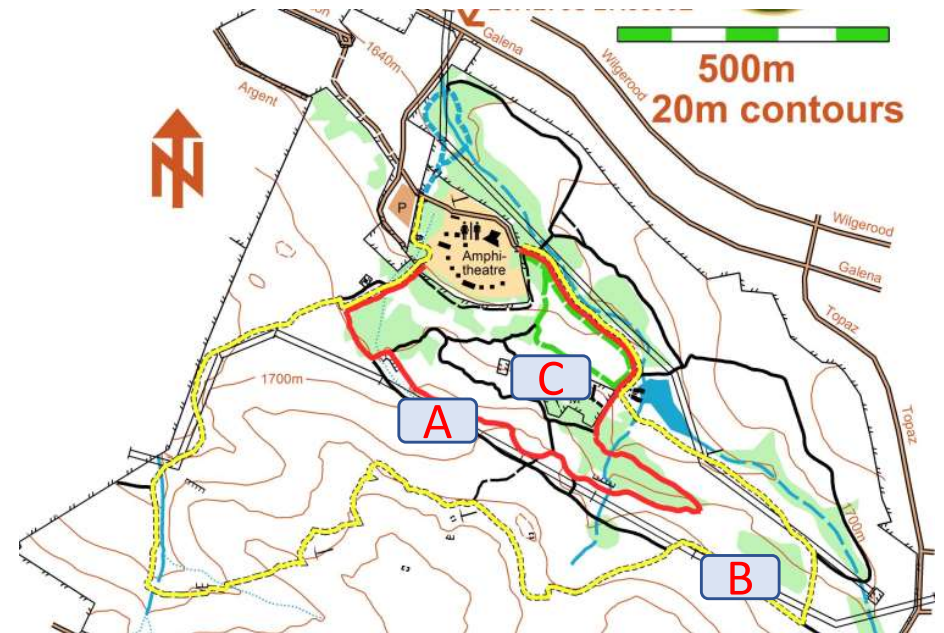 Galena
Wilgerood
500m
20m contours
1640m
Argent
N
P
Amphi-
theatre
Wilgerood
Galena
Topaz
1700m
C
A
Topaz
1700m
B